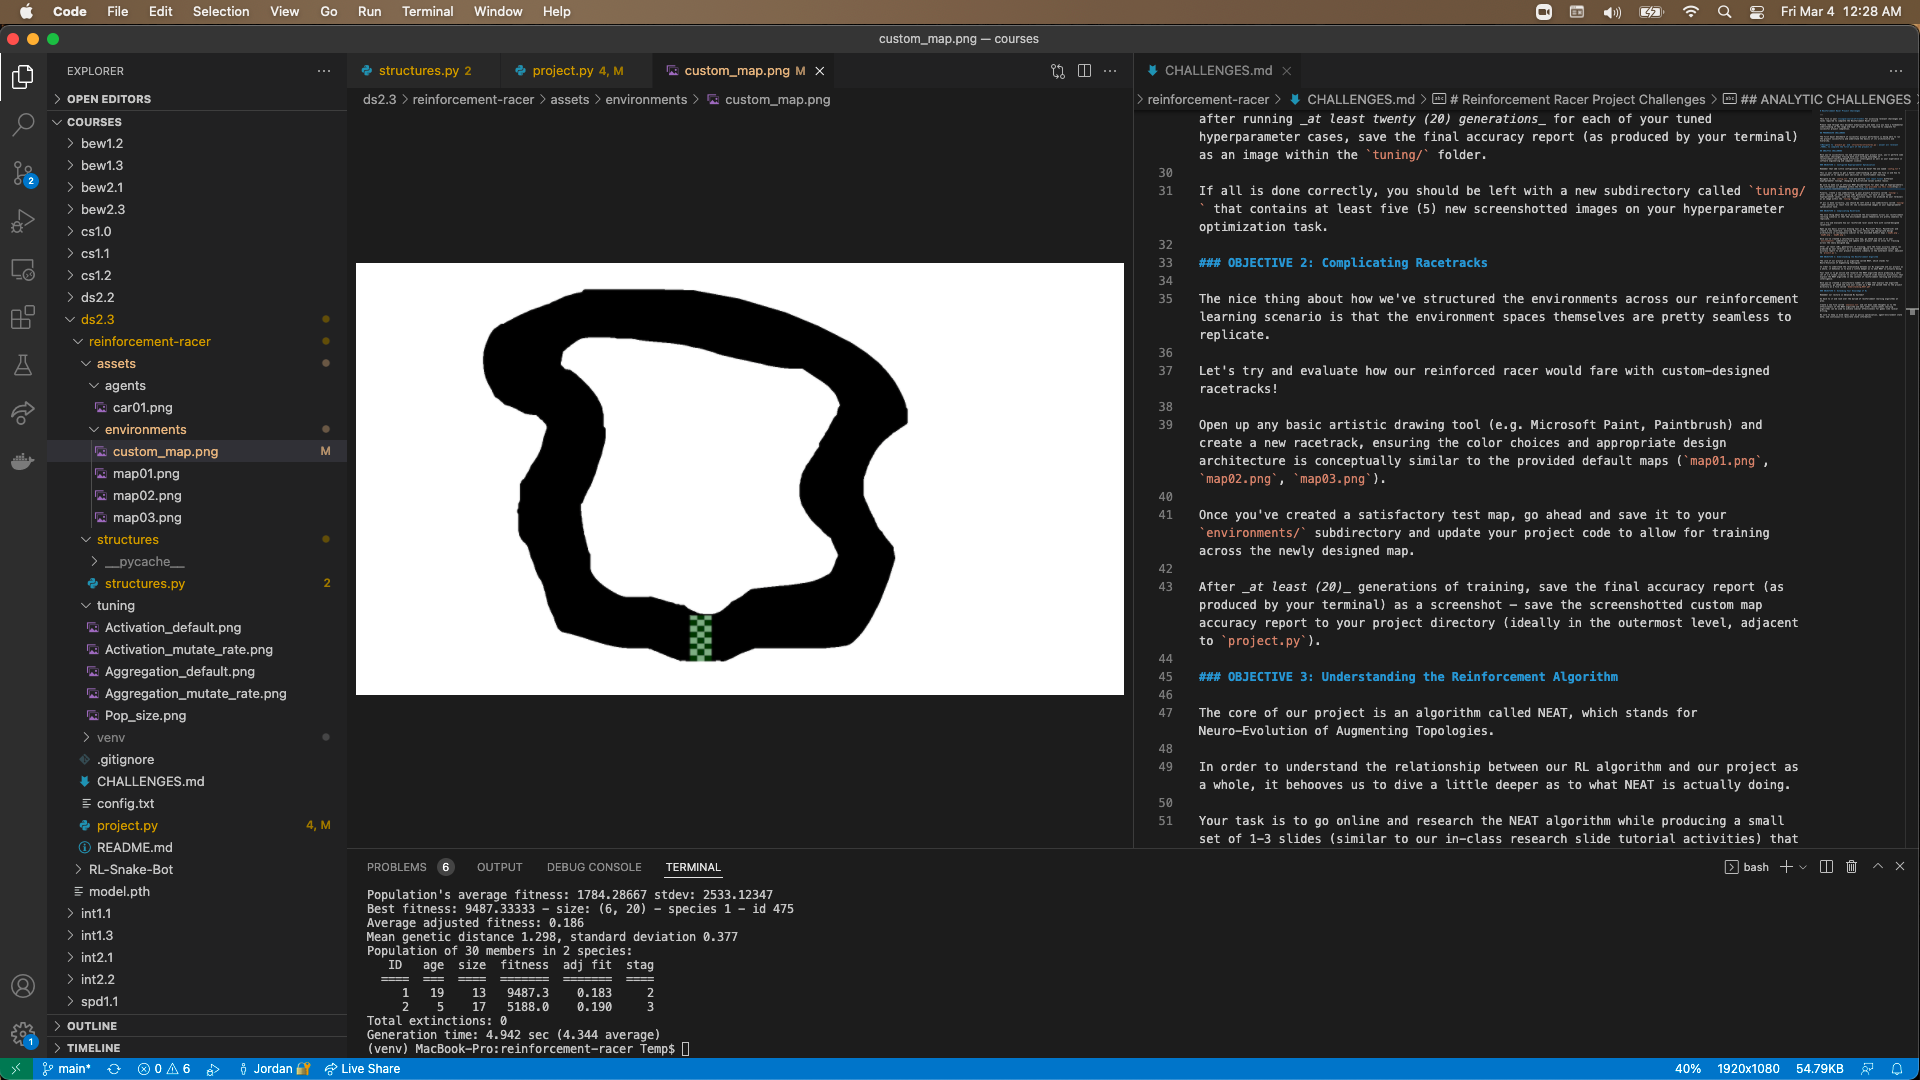 Code File Edit Selection View Go Run Terminal Window Help Fri Mar 4 12:28 AM
custom_map.png — courses
EXPLORER
OPEN EDITORS
COURSES
bew1.2
bew1.3
bew2.1
bew2.3
cs1.0
cs1.1
cs1.2
ds2.2
ds2.3
reinforcement-racer
assets
agents
car01.png
environments
custom_map.png M
map01.png
map02.png
map03.png
structures
__pycache__
structures.py 2
tuning
Activation_default.png
Activation_mutate_rate.png
Aggregation_default.png
Aggregation_mutate_rate.png
Pop_size.png
venv
.gitignore
CHALLENGES.md
config.txt
project.py 4, M
README.md
RL-Snake-Bot
model.pth
int1.1
int1.3
int2.1
int2.2
spd1.1
OUTLINE
TIMELINE
2
1
structures.py 2 project.py 4, M custom_map.png M
ds2.3 > reinforcement-racer > assets > environments > custom_map.png
CHALLENGES.md
> reinforcement-racer > CHALLENGES.md > # Reinforcement Racer Project Challenges > ## ANALYTIC CHALLENGES >
after running _at least twenty (20) generations_ for each of your tuned
hyperparameter cases, save the final accuracy report (as produced by your terminal)
as an image within the `tuning/` folder.
30
31 If all is done correctly, you should be left with a new subdirectory called `tuning/
` that contains at least five (5) new screenshotted images on your hyperparameter
optimization task.
32
33 ### OBJECTIVE 2: Complicating Racetracks
34
35 The nice thing about how we've structured the environments across our reinforcement
learning scenario is that the environment spaces themselves are pretty seamless to
replicate.
36
37 Let's try and evaluate how our reinforced racer would fare with custom-designed
racetracks!
38
39 Open up any basic artistic drawing tool (e.g. Microsoft Paint, Paintbrush) and
create a new racetrack, ensuring the color choices and appropriate design
architecture is conceptually similar to the provided default maps (`map01.png`,
`map02.png`, `map03.png`).
40
41 Once you've created a satisfactory test map, go ahead and save it to your
`environments/` subdirectory and update your project code to allow for training
across the newly designed map.
42
43 After _at least (20)_ generations of training, save the final accuracy report (as
produced by your terminal) as a screenshot – save the screenshotted custom map
accuracy report to your project directory (ideally in the outermost level, adjacent
to `project.py`).
44
45 ### OBJECTIVE 3: Understanding the Reinforcement Algorithm
46
47 The core of our project is an algorithm called NEAT, which stands for
Neuro-Evolution of Augmenting Topologies.
48
49 In order to understand the relationship between our RL algorithm and our project as
a whole, it behooves us to dive a little deeper as to what NEAT is actually doing.
50
51 Your task is to go online and research the NEAT algorithm while producing a small
set of 1-3 slides (similar to our in-class research slide tutorial activities) that
PROBLEMS 6 OUTPUT DEBUG CONSOLE TERMINAL bash
Population's average fitness: 1784.28667 stdev: 2533.12347
Best fitness: 9487.33333 - size: (6, 20) - species 1 - id 475
Average adjusted fitness: 0.186
Mean genetic distance 1.298, standard deviation 0.377
Population of 30 members in 2 species:
ID age size fitness adj fit stag
==== === ==== ======= ======= ====
1 19 13 9487.3 0.183 2
2 5 17 5188.0 0.190 3
Total extinctions: 0
Generation time: 4.942 sec (4.344 average)
(venv) MacBook-Pro:reinforcement-racer Temp$
main* 0 6 Jordan Live Share 40% 1920x1080 54.79KB